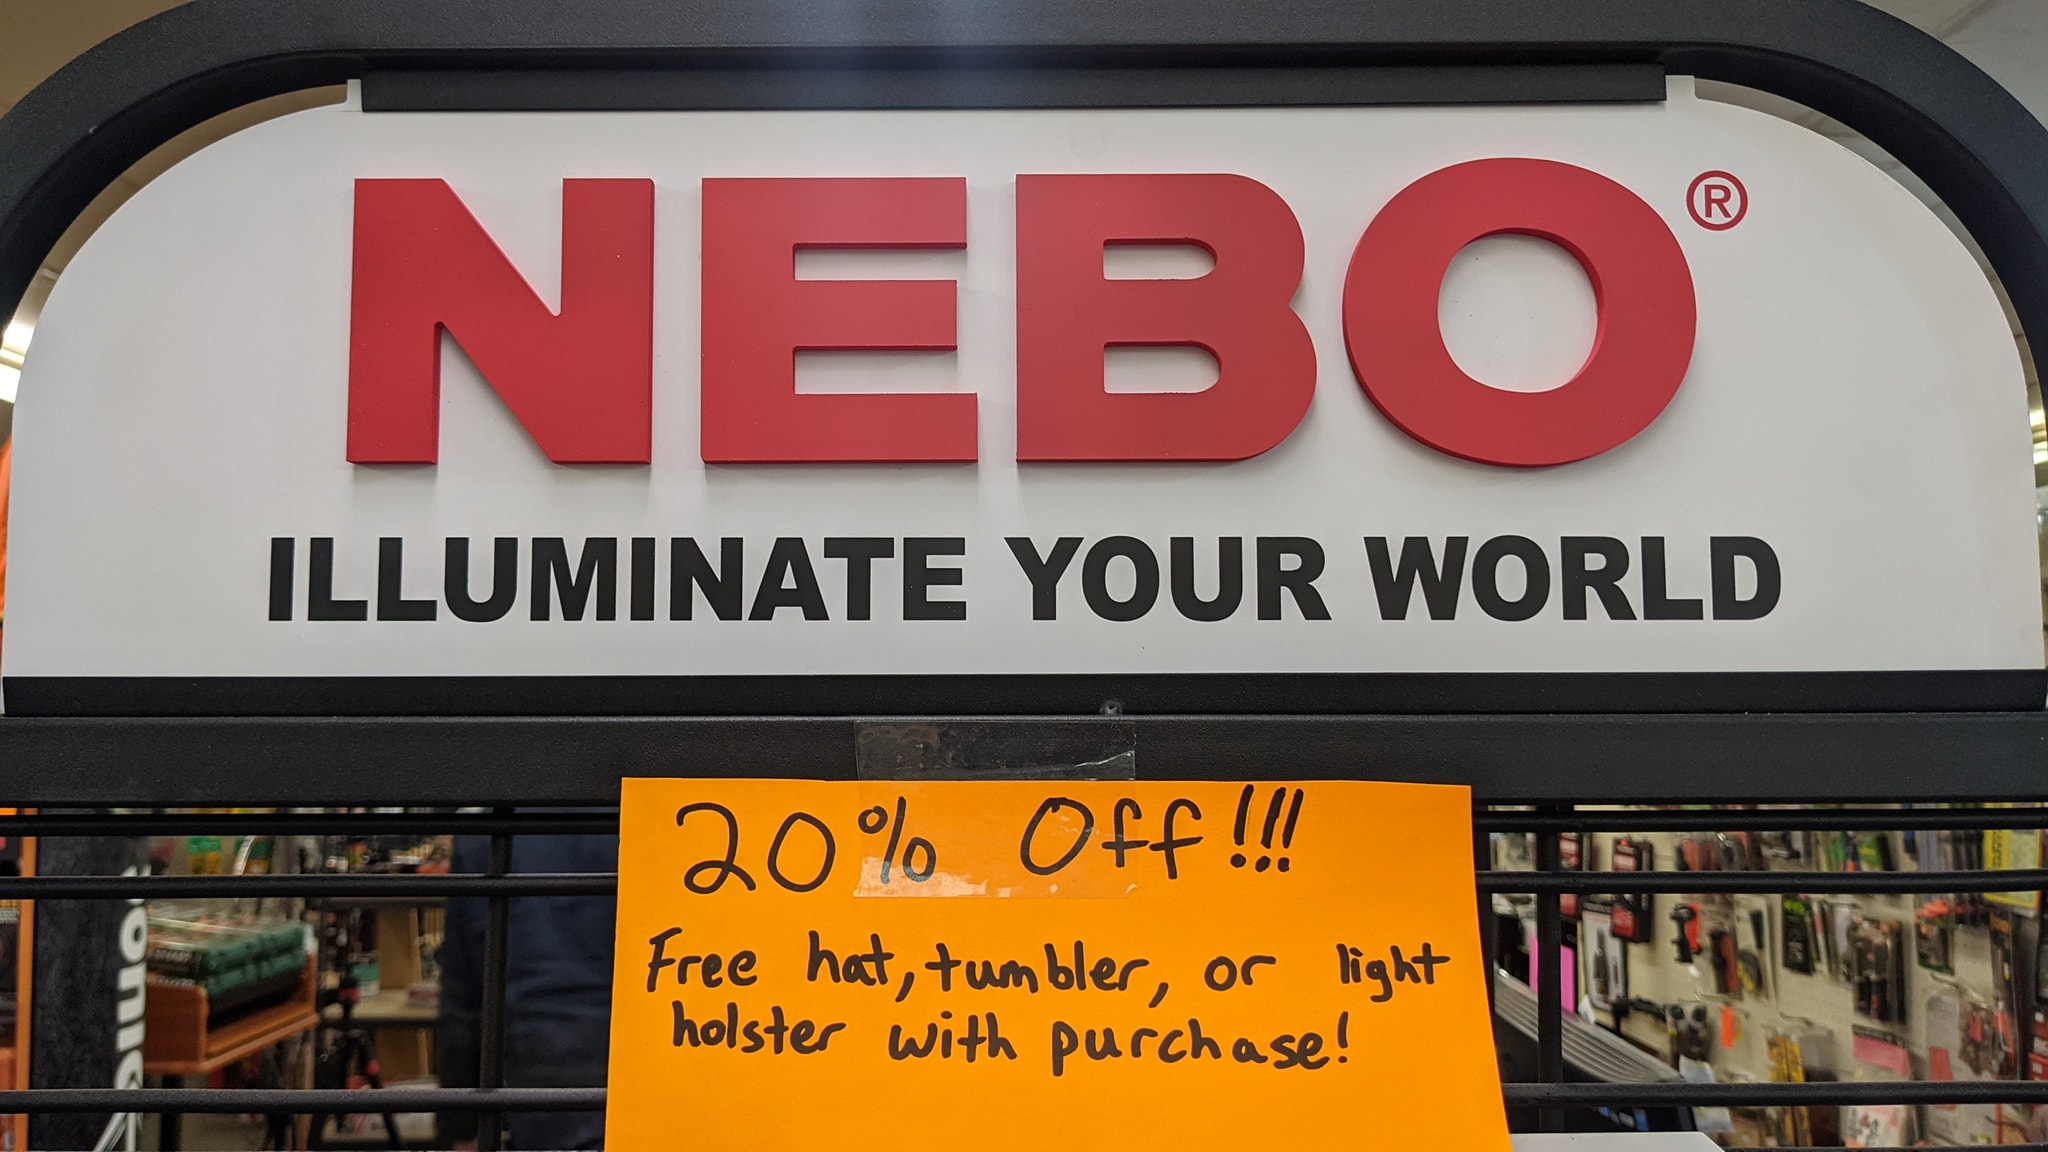 NEBO®
ILLUMINATE YOUR WORLD
20% Off!!!
Free hat, tumbler, or light
holster with purchase!